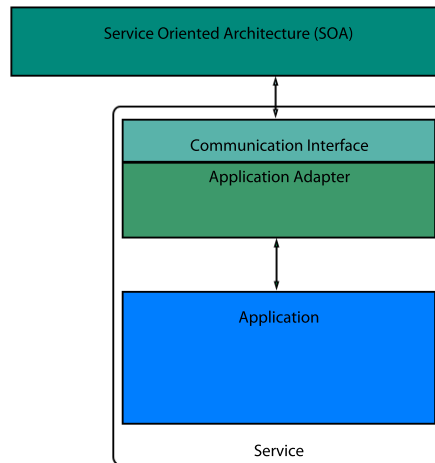 Service Oriented Architecture (SOA)
Communication Interface
Application Adapter
Application
Service